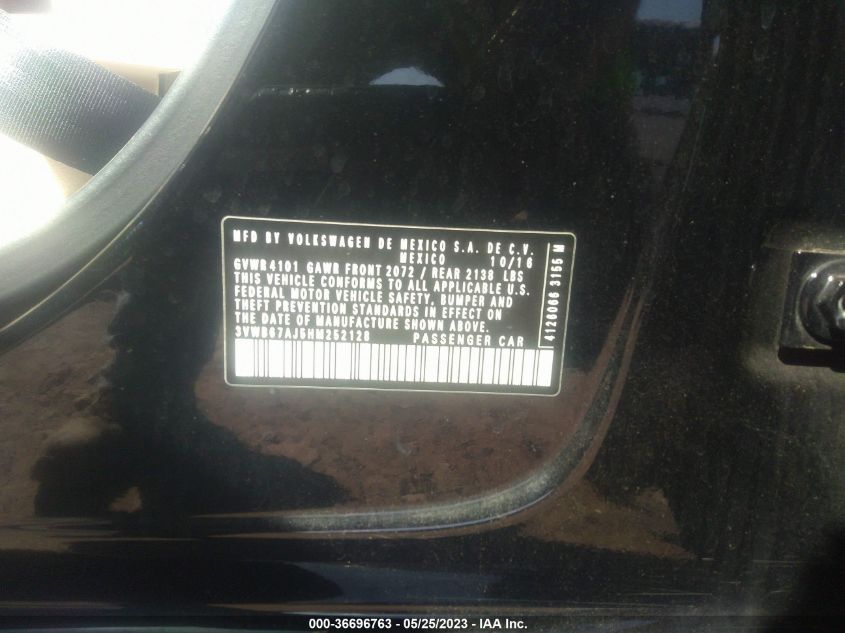 MFD BY VOLKSWAGEN DE MEXICO S.A. DE C.V.
MEXICO 10/16
GVWR 4101 GAWR FRONT 2072 / REAR 2138 LBS
THIS VEHICLE CONFORMS TO ALL APPLICABLE U.S.
FEDERAL MOTOR VEHICLE SAFETY, BUMPER AND
THEFT PREVENTION STANDARDS IN EFFECT ON
THE DATE OF MANUFACTURE SHOWN ABOVE.
3VWD67AJ5HM252128 PASSENGER CAR
4126066 3155 M
000-36696763 - 05/25/2023 - IAA Inc.